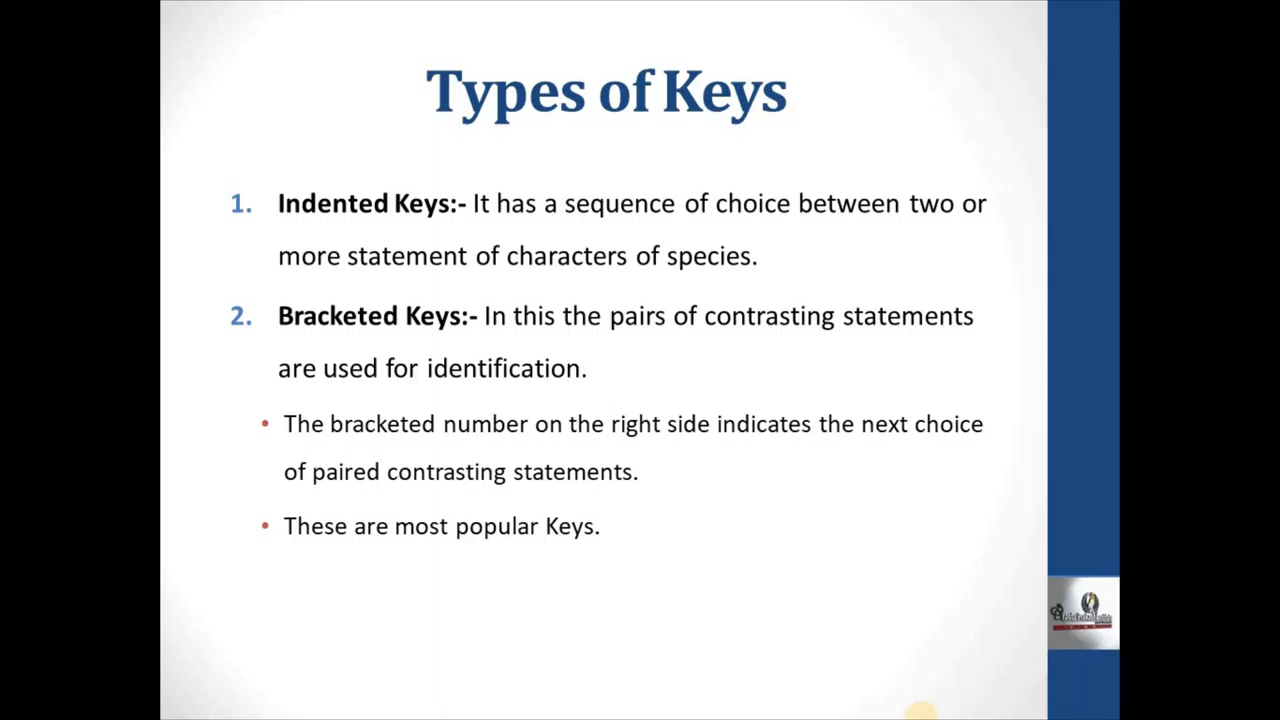 Types of Keys
1. Indented Keys:- It has a sequence of choice between two or
more statement of characters of species.
2. Bracketed Keys:- In this the pairs of contrasting statements
are used for identification.
• The bracketed number on the right side indicates the next choice
of paired contrasting statements.
• These are most popular Keys.